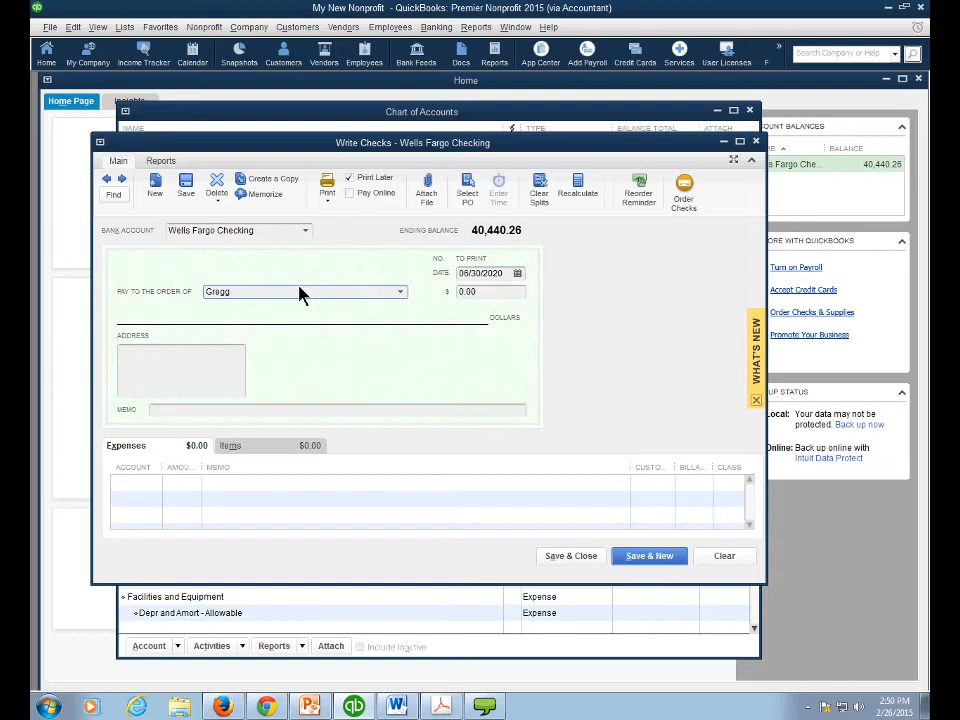 My New Nonprofit - QuickBooks: Premier Nonprofit 2015 (via Accountant)
File Edit View Lists Favorites Nonprofit Company Customers Vendors Employees Banking Reports Window Help
Home My Company Income Tracker Calendar Snapshots Customers Vendors Employees Bank Feeds Docs Reports App Center Add Payroll Credit Cards Services User Licenses F
Search Company or Help
Home
Home Page Insights
Chart of Accounts
NAME TYPE BALANCE TOTAL ATTACH
COUNT BALANCES
ME BALANCE
s Fargo Che... 40,440.26
Write Checks - Wells Fargo Checking
Main Reports
Find New Save Delete Create a Copy Memorize Print Print Later Pay Online Attach File Select PO Enter Time Clear Splits Recalculate Reorder Reminder Order Checks
BANK ACCOUNT Wells Fargo Checking ENDING BALANCE 40,440.26
NO. TO PRINT
DATE 06/30/2020
PAY TO THE ORDER OF Gregg $ 0.00
DOLLARS
ADDRESS
MEMO
Expenses $0.00 Items $0.00
ACCOUNT AMOU... MEMO CUSTO... BILLA... CLASS
Save & Close Save & New Clear
WHAT'S NEW
ORE WITH QUICKBOOKS
Turn on Payroll
Accept Credit Cards
Order Checks & Supplies
Promote Your Business
UP STATUS
Local: Your data may not be protected. Back up now
Online: Back up online with Intuit Data Protect
Facilities and Equipment Expense
Depr and Amort - Allowable Expense
Account Activities Reports Attach Include inactive
2:50 PM
2/26/2015